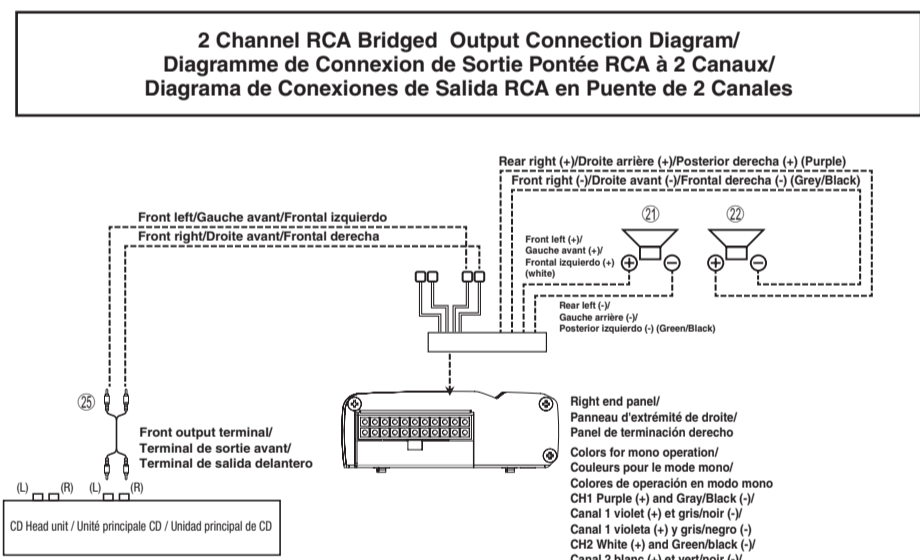 2 Channel RCA Bridged  Output Connection Diagram/
Diagramme de Connexion de Sortie Pontée RCA à 2 Canaux/
Diagrama de Conexiones de Salida RCA en Puente de 2 Canales
Rear right (+)/Droite arrière (+)/Posterior derecha (+) (Purple)
Front right (-)/Droite avant (-)/Frontal derecha (-) (Grey/Black)
Front left/Gauche avant/Frontal izquierdo
Front right/Droite avant/Frontal derecha
21
22
Front left (+)/
Gauche avant (+)/
Frontal izquierdo (+)
(white)
Rear left (-)/
Gauche arrière (-)/
Posterior izquierdo (-) (Green/Black)
25
Front output terminal/
Terminal de sortie avant/
Terminal de salida delantero
(L) (R) (L) (R)
CD Head unit / Unité principale CD / Unidad principal de CD
Right end panel/
Panneau d'extrémité de droite/
Panel de terminación derecho
Colors for mono operation/
Couleurs pour le mode mono/
Colores de operación en modo mono
CH1 Purple (+) and Gray/Black (-)/
Canal 1 violet (+) et gris/noir (-)/
Canal 1 violeta (+) y gris/negro (-)
CH2 White (+) and Green/black (-)/
Canal 2 blanc (+) et vert/noir (-)/